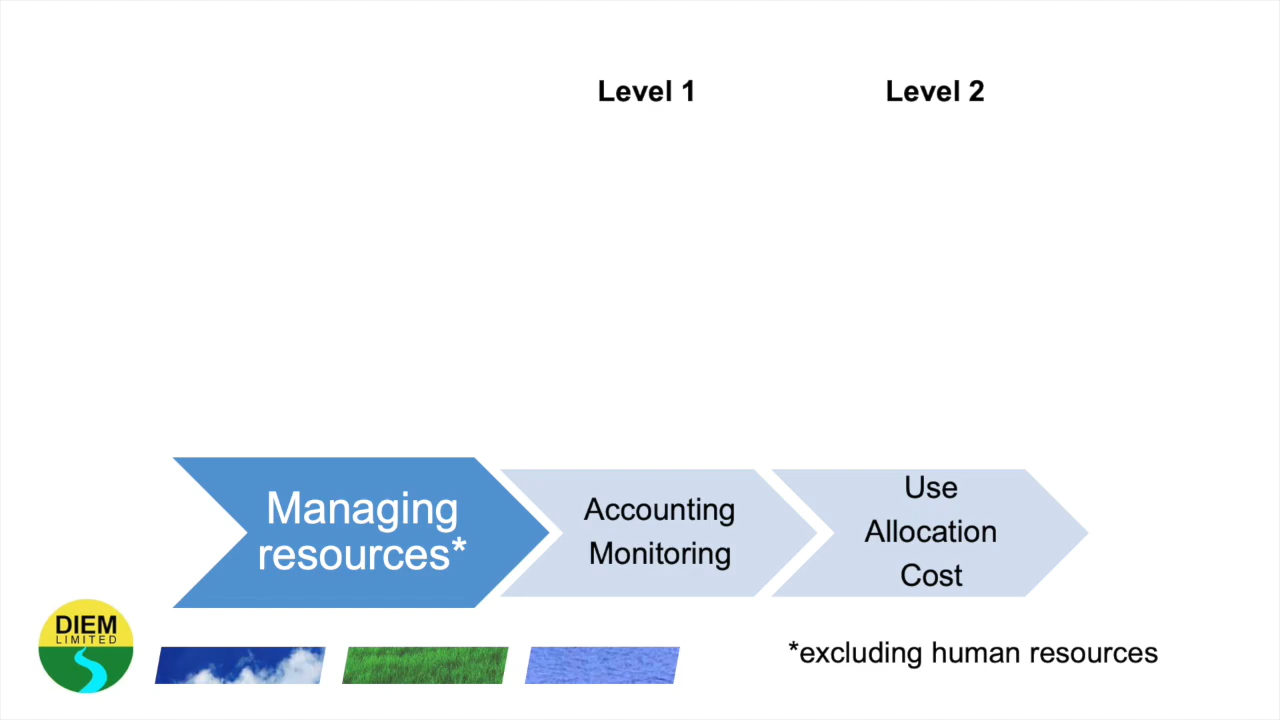 Level 1
Level 2
Managing
resources*
Accounting
Monitoring
Use
Allocation
Cost
DIEM
LIMITED
*excluding human resources